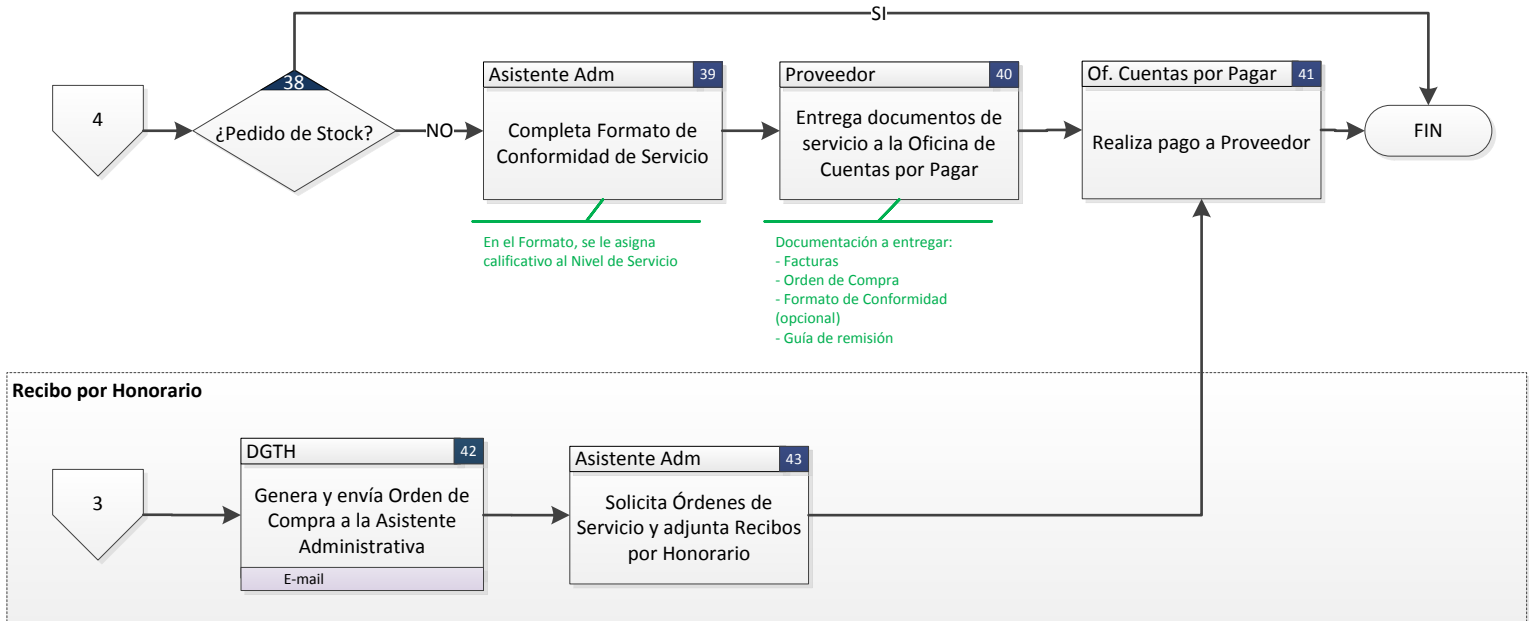 SI
4
38
¿Pedido de Stock?
NO
Asistente Adm
39
Completa Formato de
Conformidad de Servicio
Proveedor
40
Entrega documentos de
servicio a la Oficina de
Cuentas por Pagar
Of. Cuentas por Pagar
41
Realiza pago a Proveedor
FIN
En el Formato, se le asigna
calificativo al Nivel de Servicio
Documentación a entregar:
- Facturas
- Orden de Compra
- Formato de Conformidad
(opcional)
- Guía de remisión
Recibo por Honorario
3
DGTH
42
Genera y envía Orden de
Compra a la Asistente
Administrativa
E-mail
Asistente Adm
43
Solicita Órdenes de
Servicio y adjunta Recibos
por Honorario